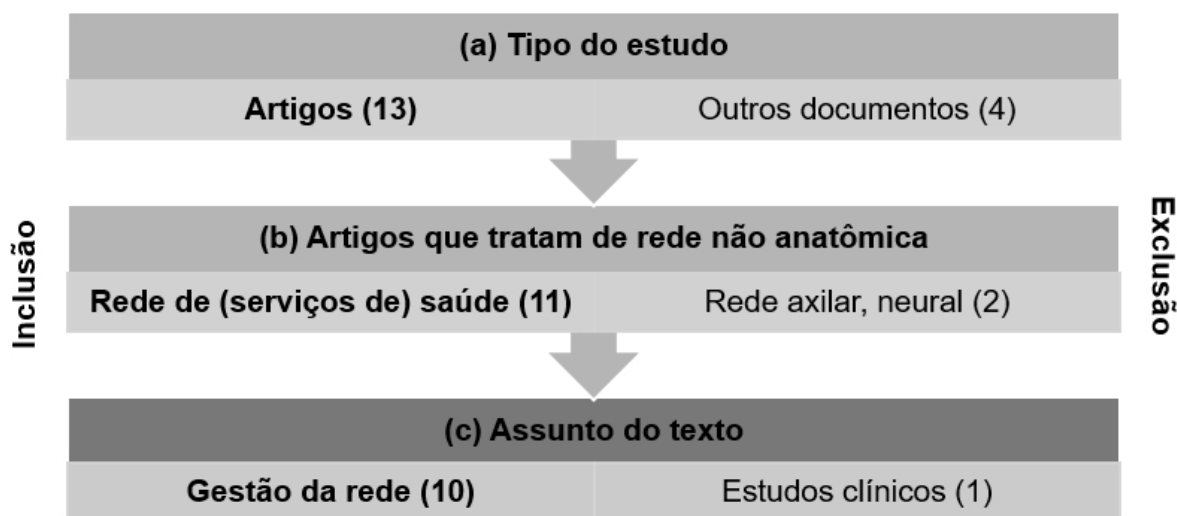 (a) Tipo do estudo
Artigos (13)
Outros documentos (4)
Inclusão
Exclusão
(b) Artigos que tratam de rede não anatômica
Rede de (serviços de) saúde (11)
Rede axilar, neural (2)
(c) Assunto do texto
Gestão da rede (10)
Estudos clínicos (1)